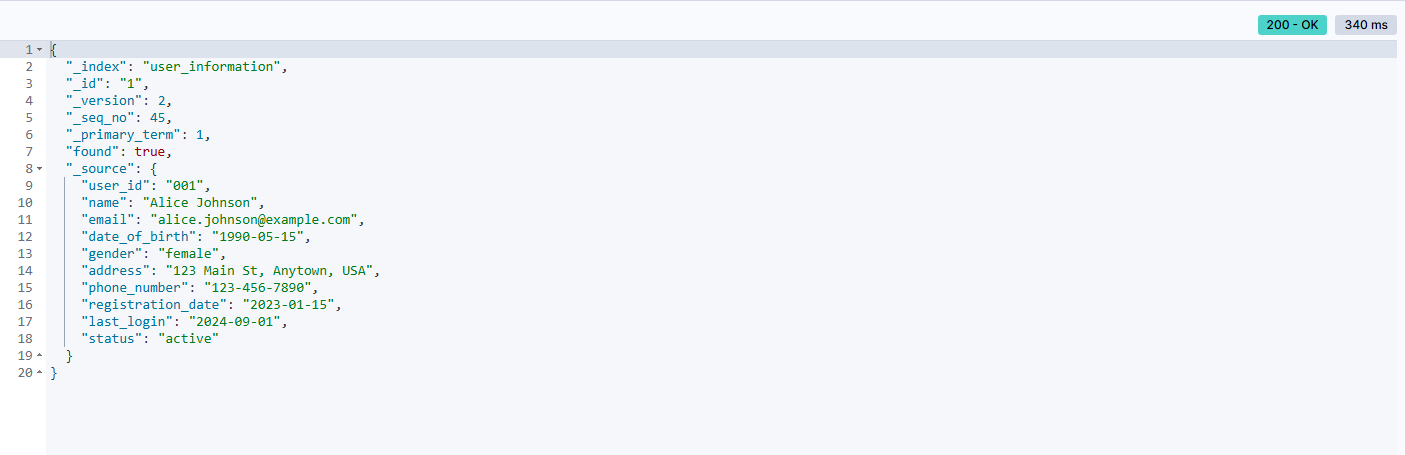 200 - OK 340 ms
1 {
2 "_index": "user_information",
3 "_id": "1",
4 "_version": 2,
5 "_seq_no": 45,
6 "_primary_term": 1,
7 "found": true,
8 "_source": {
9 "user_id": "001",
10 "name": "Alice Johnson",
11 "email": "alice.johnson@example.com",
12 "date_of_birth": "1990-05-15",
13 "gender": "female",
14 "address": "123 Main St, Anytown, USA",
15 "phone_number": "123-456-7890",
16 "registration_date": "2023-01-15",
17 "last_login": "2024-09-01",
18 "status": "active"
19 }
20 }